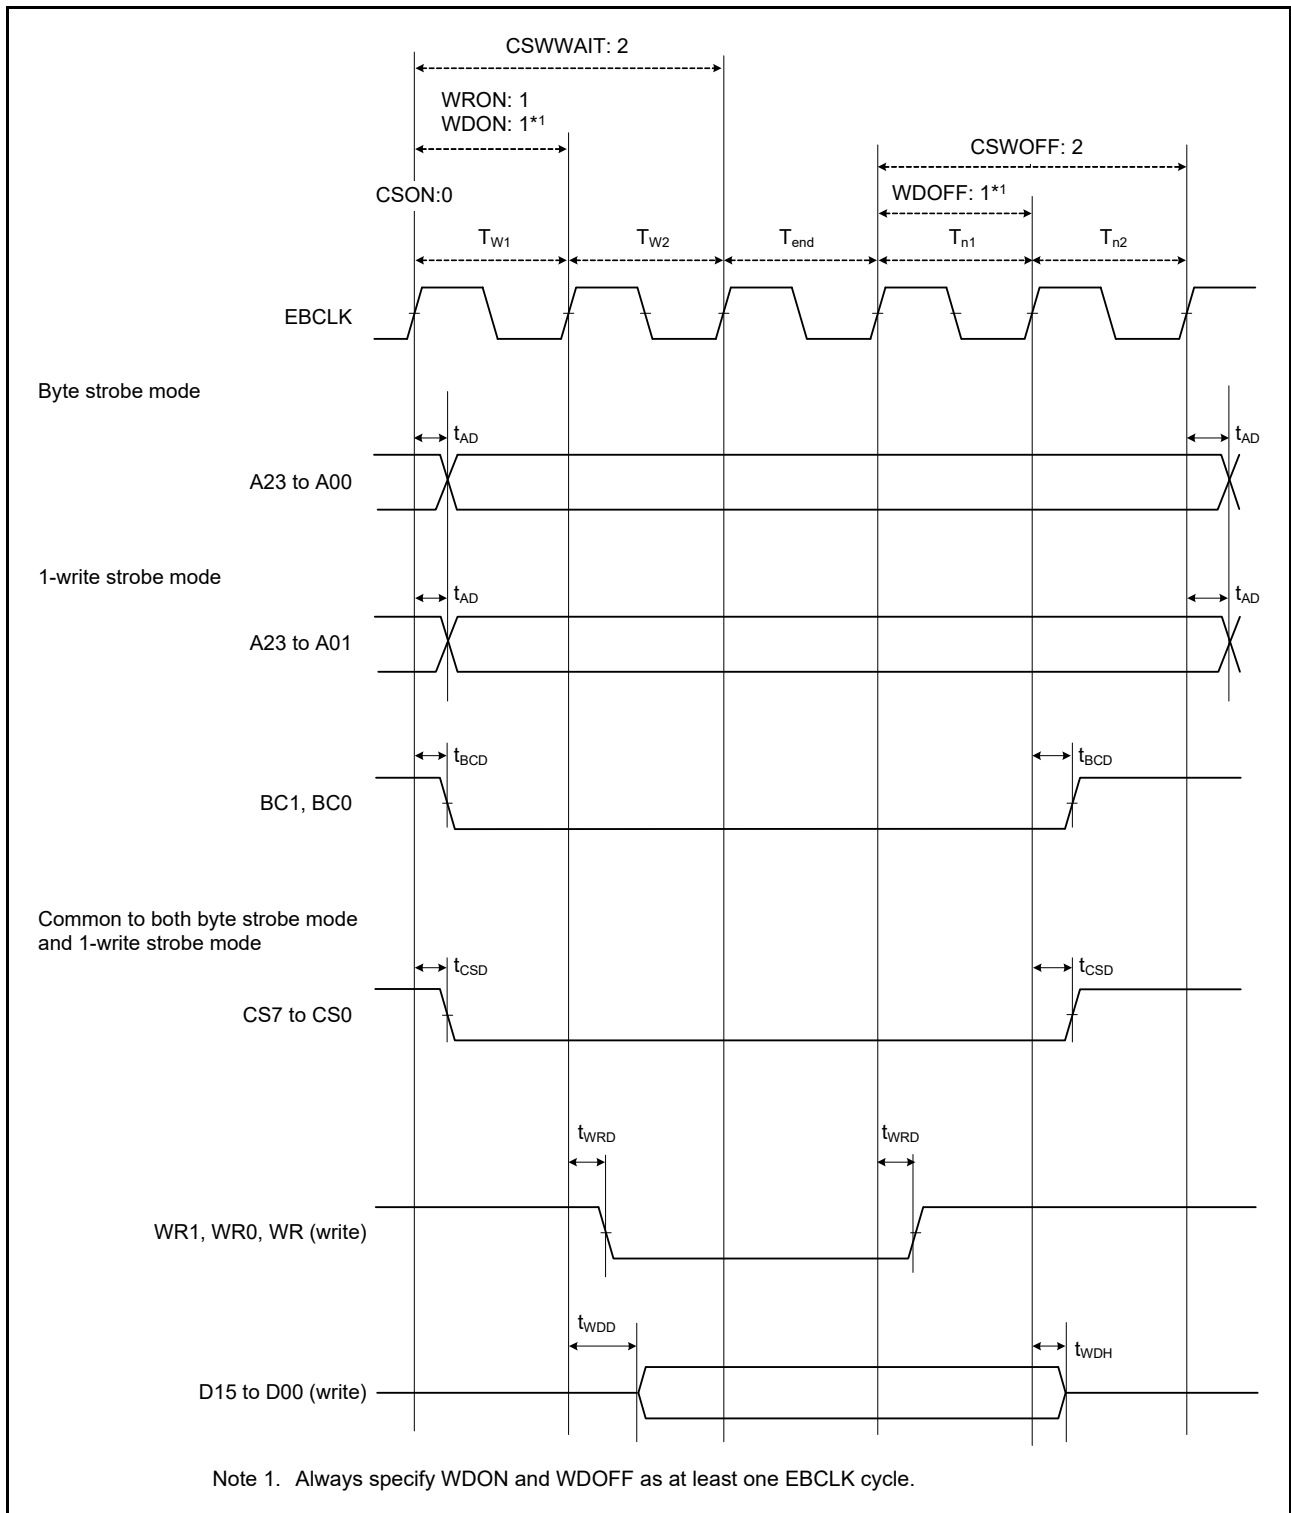 CSWWAIT: 2
WRON: 1
WDON: 1*1
CSWOFF: 2
CSON:0
WDOFF: 1*1
TW1
TW2
Tend
Tn1
Tn2
EBCLK
Byte strobe mode
tAD
tAD
A23 to A00
1-write strobe mode
tAD
tAD
A23 to A01
tBCD
tBCD
BC1, BC0
Common to both byte strobe mode
and 1-write strobe mode
tCSD
tCSD
CS7 to CS0
tWRD
tWRD
WR1, WR0, WR (write)
tWDD
tWDH
D15 to D00 (write)
Note 1. Always specify WDON and WDOFF as at least one EBCLK cycle.